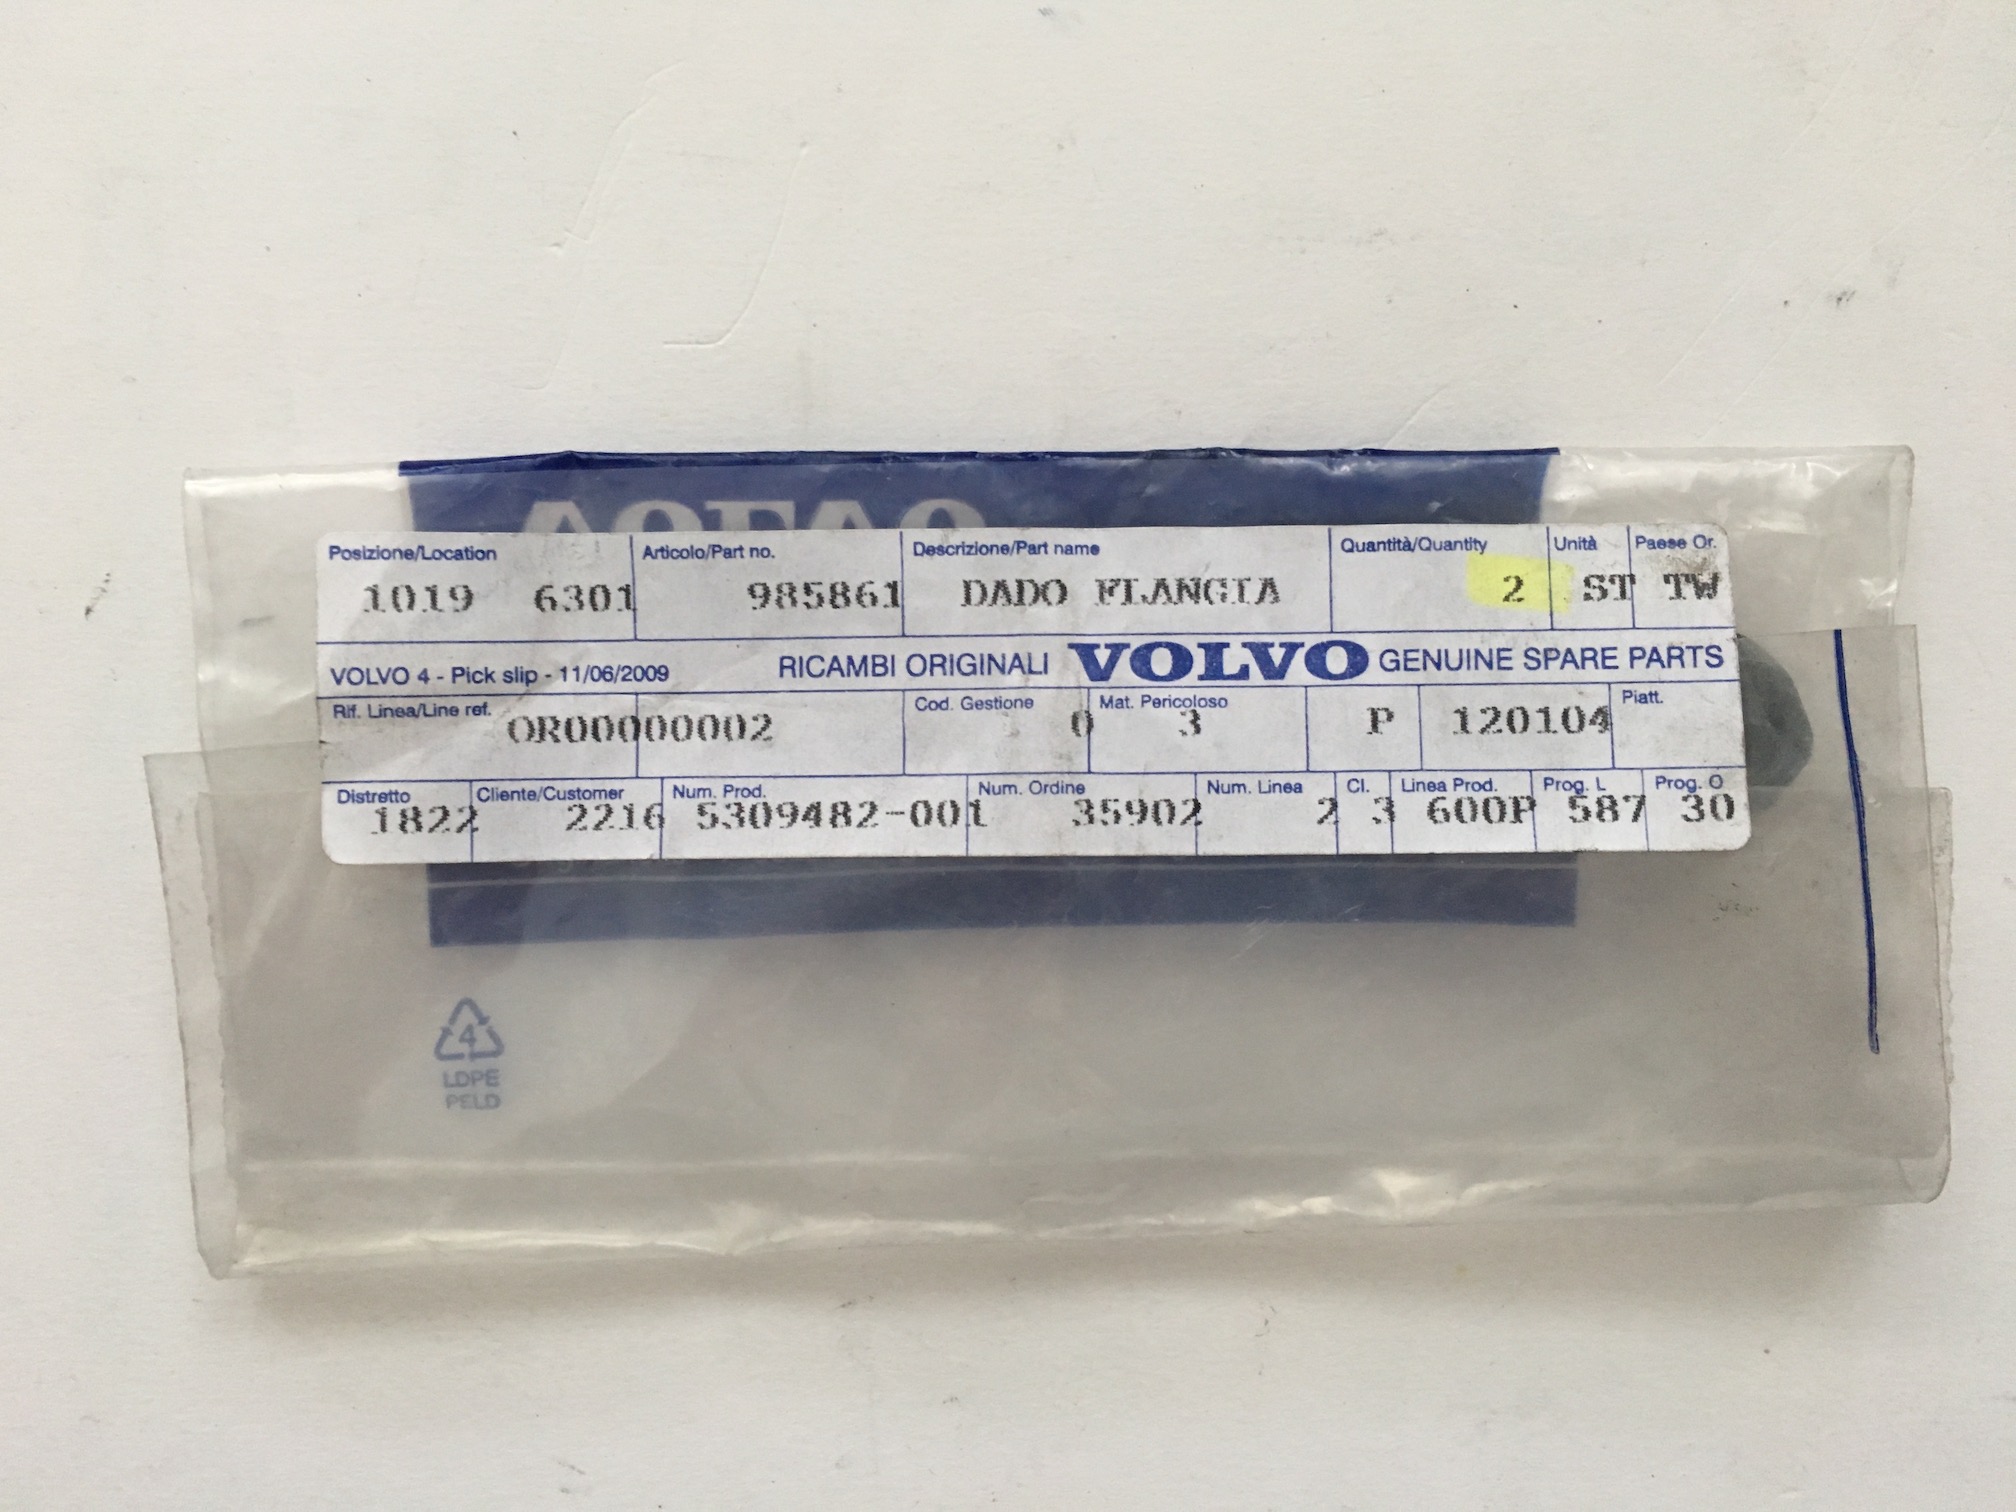 Posizione/Location Articolo/Part no. Descrizione/Part name Quantità/Quantity Unità Paese Or.
1019 6301 985861 DADO FLANGIA 2 ST TW
VOLVO 4 - Pick slip - 11/06/2009 RICAMBI ORIGINALI VOLVO GENUINE SPARE PARTS
Rif. Linea/Line ref. Cod. Gestione Mat. Pericoloso Piatt.
OR00000002 0 3 P 120104
Distretto Cliente/Customer Num. Prod. Num. Ordine Num. Linea Cl. Linea Prod. Prog. L Prog. O
1822 2216 5309482-001 35902 2 3 600P 587 30
4
LDPE
PELD